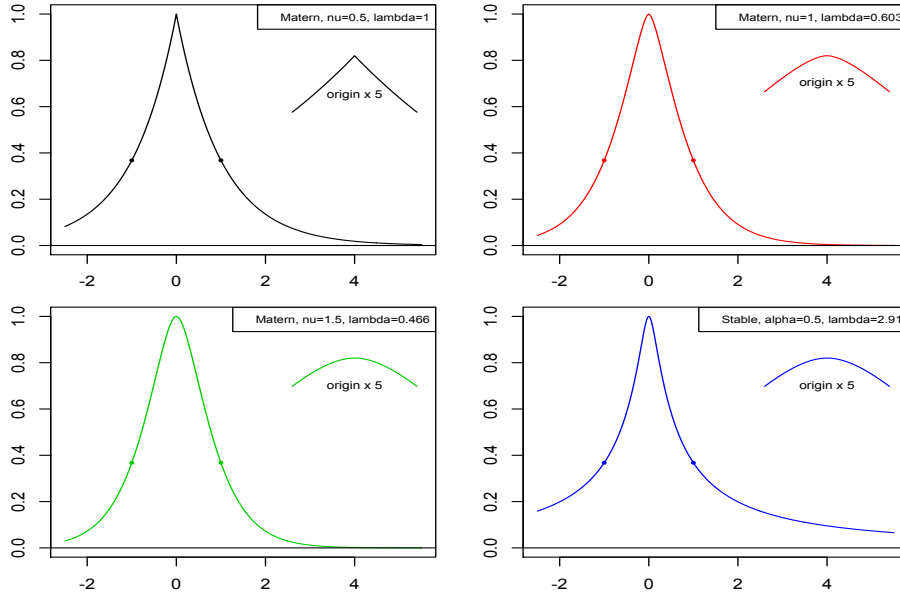 Matern, nu=0.5, lambda=1
origin x 5
0.0 0.2 0.4 0.6 0.8 1.0
-2 0 2 4
Matern, nu=1, lambda=0.603
origin x 5
0.0 0.2 0.4 0.6 0.8 1.0
-2 0 2 4
Matern, nu=1.5, lambda=0.466
origin x 5
0.0 0.2 0.4 0.6 0.8 1.0
-2 0 2 4
Stable, alpha=0.5, lambda=2.91
origin x 5
0.0 0.2 0.4 0.6 0.8 1.0
-2 0 2 4